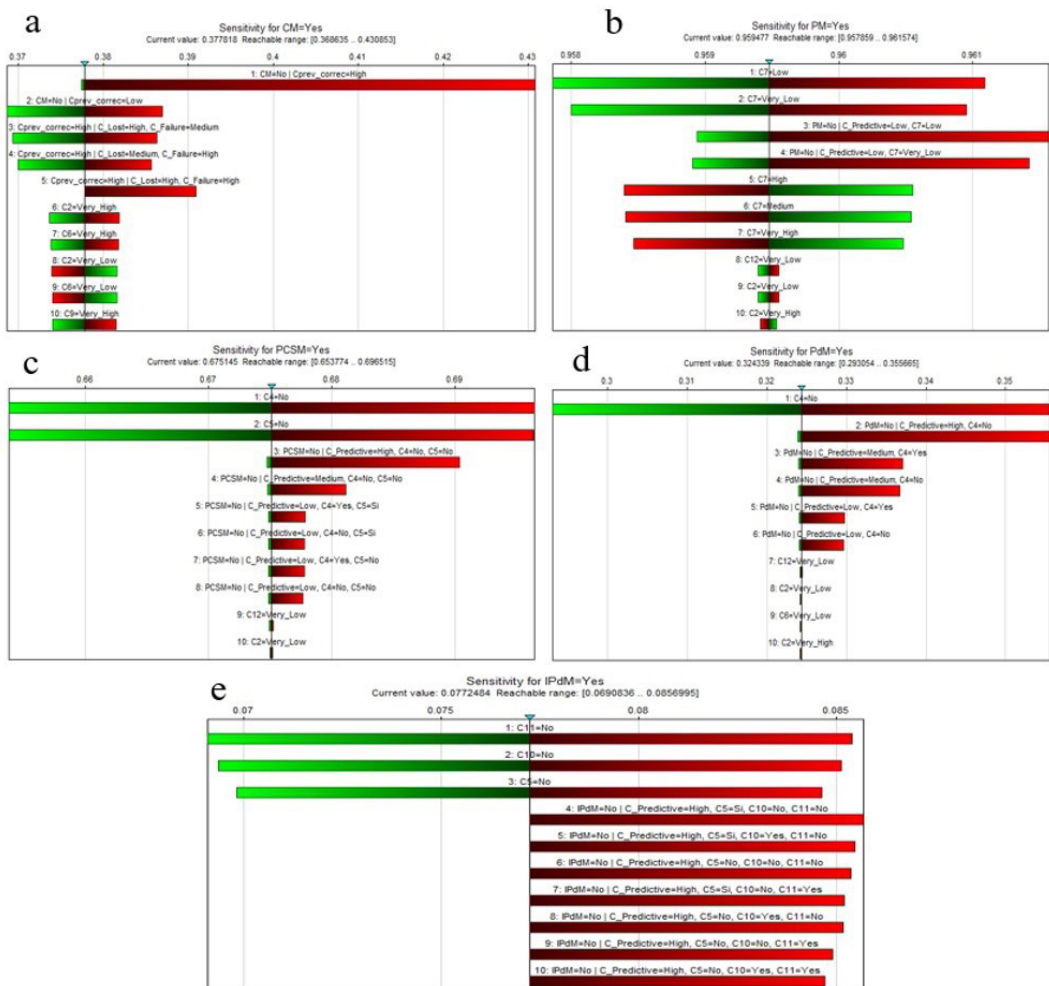 a
Sensitivity for CM=Yes
Current value: 0.377818 Reachable range: [0.368635 .. 0.430853]
0.37 0.38 0.39 0.4 0.41 0.42 0.43
1: CM=No | Cprev_correc=High
2: CM=No | Cprev_correc=Low
3: Cprev_correc=High | C_Lost=High, C_Failure=Medium
4: Cprev_correc=High | C_Lost=Medium, C_Failure=High
5: Cprev_correc=High | C_Lost=High, C_Failure=High
6: C2=Very_High
7: C6=Very_High
8: C2=Very_Low
9: C6=Very_Low
10: C9=Very_High
b
Sensitivity for PM=Yes
Current value: 0.959477 Reachable range: [0.957859 .. 0.961574]
0.958 0.959 0.96 0.961
1: C7=Low
2: C7=Very_Low
3: PM=No | C_Predictive=Low, C7=Low
4: PM=No | C_Predictive=Low, C7=Very_Low
5: C7=High
6: C7=Medium
7: C7=Very_High
8: C12=Very_Low
9: C2=Very_Low
10: C2=Very_High
c
Sensitivity for PCSM=Yes
Current value: 0.675145 Reachable range: [0.653774 .. 0.696515]
0.66 0.67 0.68 0.69
1: C4=No
2: C5=No
3: PCSM=No | C_Predictive=High, C4=No, C5=No
4: PCSM=No | C_Predictive=Medium, C4=No, C5=No
5: PCSM=No | C_Predictive=Low, C4=Yes, C5=Si
6: PCSM=No | C_Predictive=Low, C4=No, C5=Si
7: PCSM=No | C_Predictive=Low, C4=Yes, C5=No
8: PCSM=No | C_Predictive=Low, C4=No, C5=No
9: C12=Very_Low
10: C2=Very_Low
d
Sensitivity for PdM=Yes
Current value: 0.324339 Reachable range: [0.293054 .. 0.355665]
0.3 0.31 0.32 0.33 0.34 0.35
1: C4=No
2: PdM=No | C_Predictive=High, C4=No
3: PdM=No | C_Predictive=Medium, C4=Yes
4: PdM=No | C_Predictive=Medium, C4=No
5: PdM=No | C_Predictive=Low, C4=Yes
6: PdM=No | C_Predictive=Low, C4=No
7: C12=Very_Low
8: C2=Very_Low
9: C6=Very_Low
10: C2=Very_High
e
Sensitivity for IPdM=Yes
Current value: 0.0772484 Reachable range: [0.0690836 .. 0.0856995]
0.07 0.075 0.08 0.085
1: C11=No
2: C10=No
3: C5=No
4: IPdM=No | C_Predictive=High, C5=Si, C10=No, C11=No
5: IPdM=No | C_Predictive=High, C5=Si, C10=Yes, C11=No
6: IPdM=No | C_Predictive=High, C5=No, C10=No, C11=No
7: IPdM=No | C_Predictive=High, C5=Si, C10=No, C11=Yes
8: IPdM=No | C_Predictive=High, C5=No, C10=Yes, C11=No
9: IPdM=No | C_Predictive=High, C5=No, C10=No, C11=Yes
10: IPdM=No | C_Predictive=High, C5=No, C10=Yes, C11=Yes